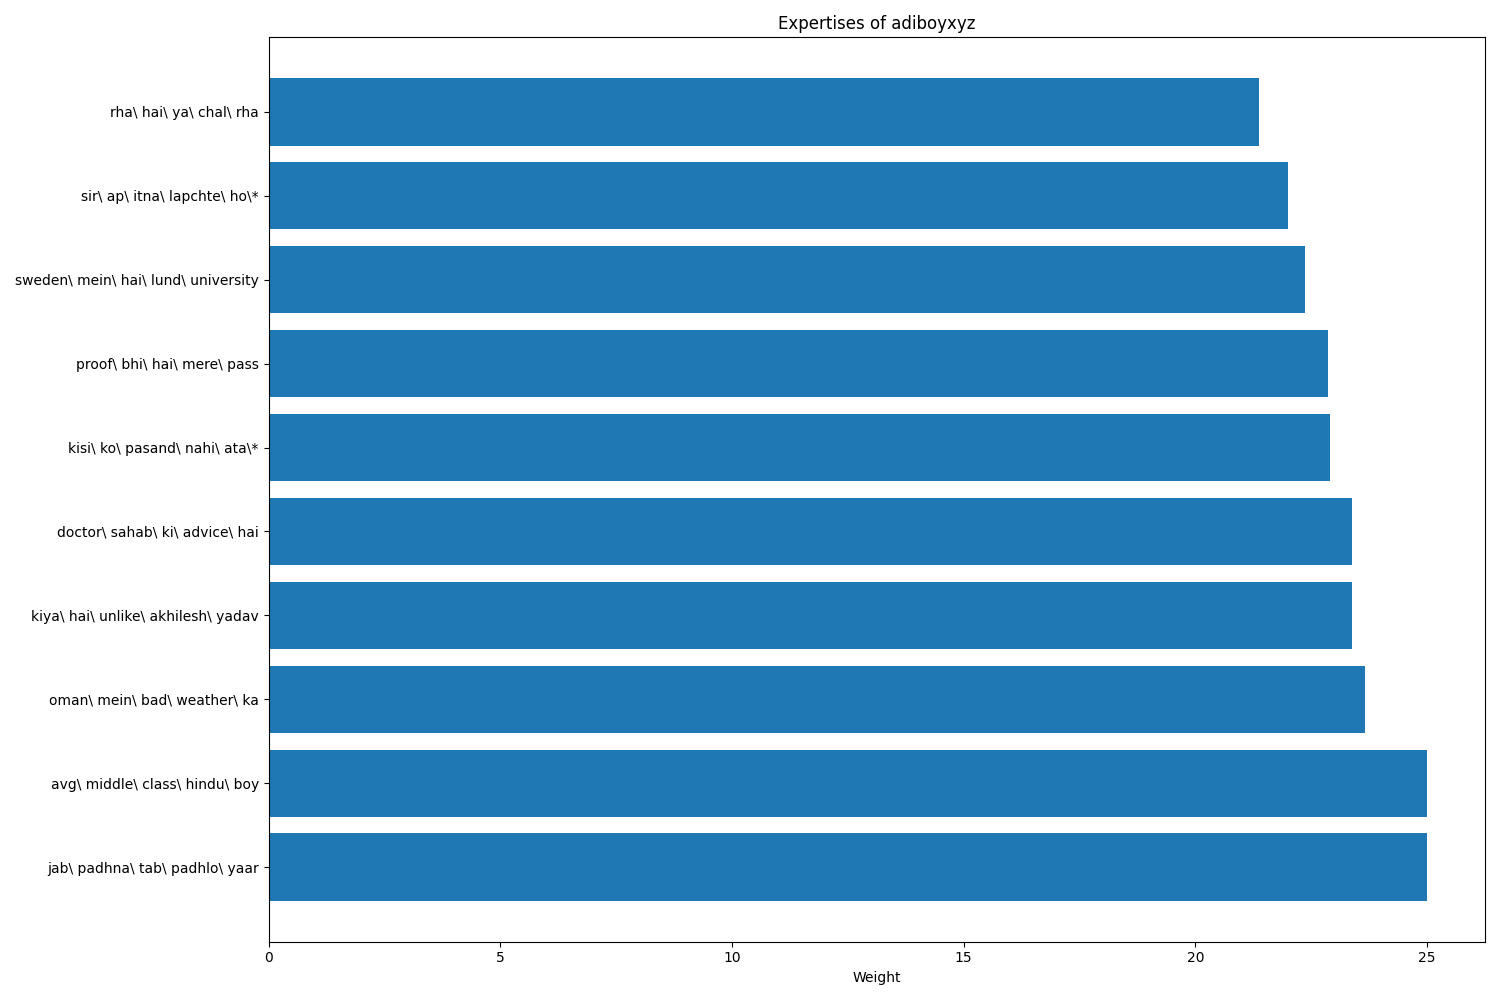 Expertises of adiboyxyz
rha\ hai\ ya\ chal\ rha
sir\ ap\ itna\ lapchte\ ho\*
sweden\ mein\ hai\ lund\ university
proof\ bhi\ hai\ mere\ pass
kisi\ ko\ pasand\ nahi\ ata\*
doctor\ sahab\ ki\ advice\ hai
kiya\ hai\ unlike\ akhilesh\ yadav
oman\ mein\ bad\ weather\ ka
avg\ middle\ class\ hindu\ boy
jab\ padhna\ tab\ padhlo\ yaar
0 5 10 15 20 25
Weight